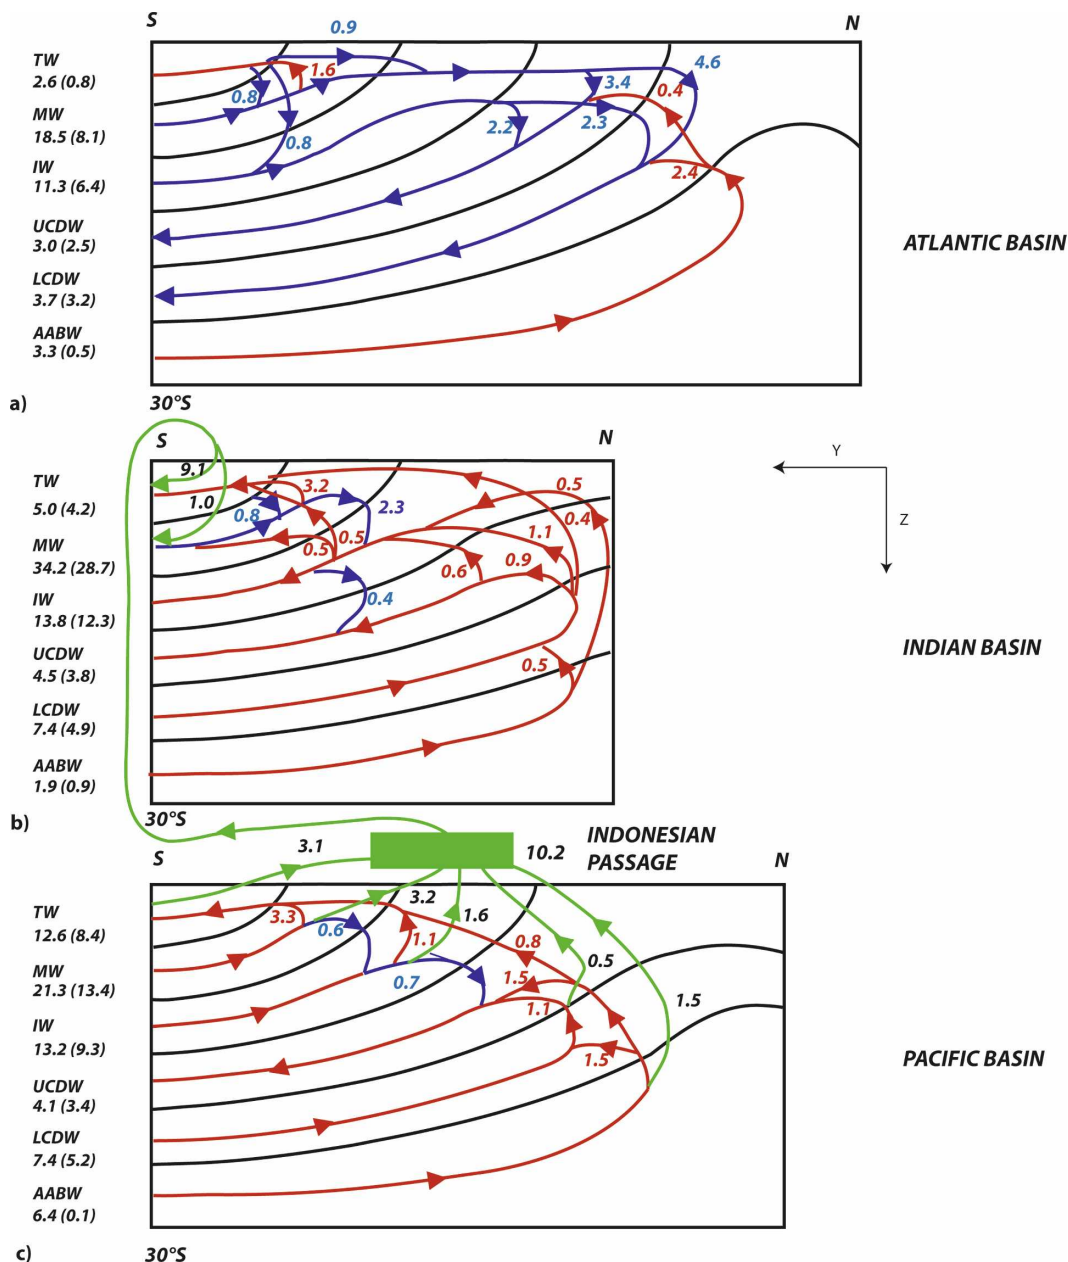 S
N
0.9
TW
2.6 (0.8)
1.6
4.6
0.8
3.4
0.4
MW
18.5 (8.1)
0.8
2.2
2.3
IW
11.3 (6.4)
2.4
UCDW
3.0 (2.5)
ATLANTIC BASIN
LCDW
3.7 (3.2)
AABW
3.3 (0.5)
a)
30°S
S
N
9.1
Y
TW
5.0 (4.2)
1.0
3.2
0.5
0.8
2.3
0.4
Z
MW
34.2 (28.7)
0.5
0.5
1.1
0.6
0.9
IW
13.8 (12.3)
0.4
UCDW
4.5 (3.8)
INDIAN BASIN
0.5
LCDW
7.4 (4.9)
AABW
1.9 (0.9)
b)
30°S
INDONESIAN
PASSAGE
10.2
3.1
S
N
3.2
TW
12.6 (8.4)
3.3
0.6
1.6
1.1
0.8
0.5
MW
21.3 (13.4)
0.7
1.5
1.1
1.5
IW
13.2 (9.3)
1.5
PACIFIC BASIN
UCDW
4.1 (3.4)
LCDW
7.4 (5.2)
AABW
6.4 (0.1)
c)
30°S